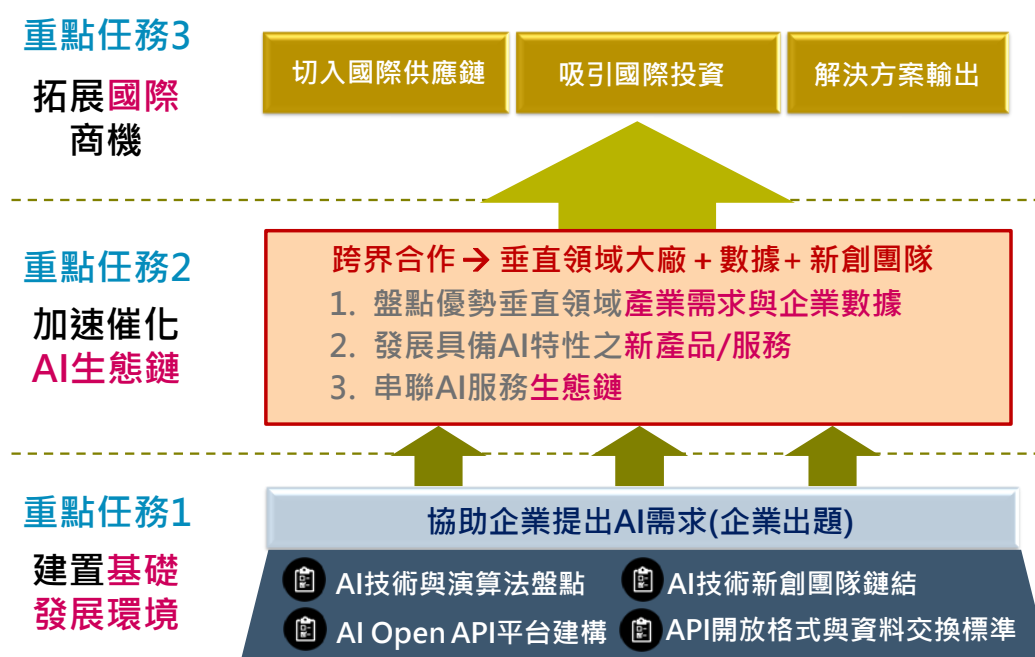 重點任務3
拓展國際
商機
切入國際供應鏈
吸引國際投資
解決方案輸出
重點任務2
加速催化
AI生態鏈
跨界合作→垂直領域大廠+數據+新創團隊
1. 盤點優勢垂直領域產業需求與企業數據
2. 發展具備AI特性之新產品/服務
3. 串聯AI服務生態鏈
重點任務1
建置基礎
發展環境
協助企業提出AI需求(企業出題)
AI技術與演算法盤點
AI技術新創團隊鏈結
AI Open API平台建構
API開放格式與資料交換標準